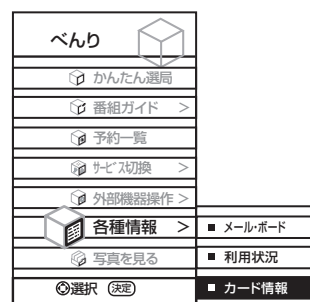 べんり
かんたん選局
番組ガイド >
予約一覧
サービス切換 >
外部機器操作 >
各種情報 >
メール・ボード
写真を見る
利用状況
選択 決定
カード情報